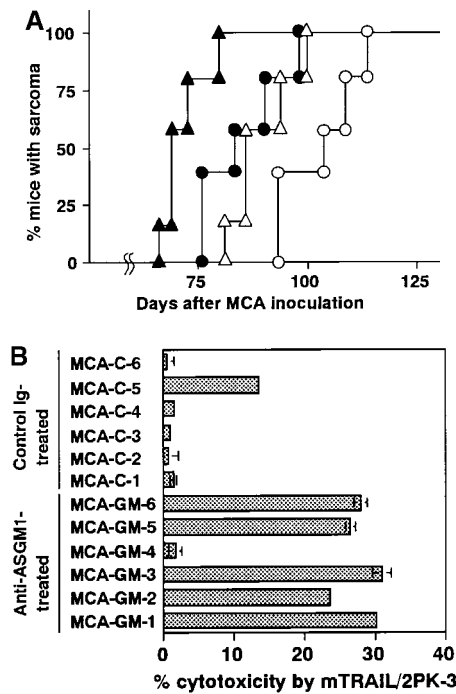 A
% mice with sarcoma
100
75
50
25
0
75
100
125
Days after MCA inoculation
B
Control Ig-
treated
MCA-C-6
MCA-C-5
MCA-C-4
MCA-C-3
MCA-C-2
MCA-C-1
Anti-ASGM1-
treated
MCA-GM-6
MCA-GM-5
MCA-GM-4
MCA-GM-3
MCA-GM-2
MCA-GM-1
0 10 20 30 40
% cytotoxicity by mTRAIL/2PK-3